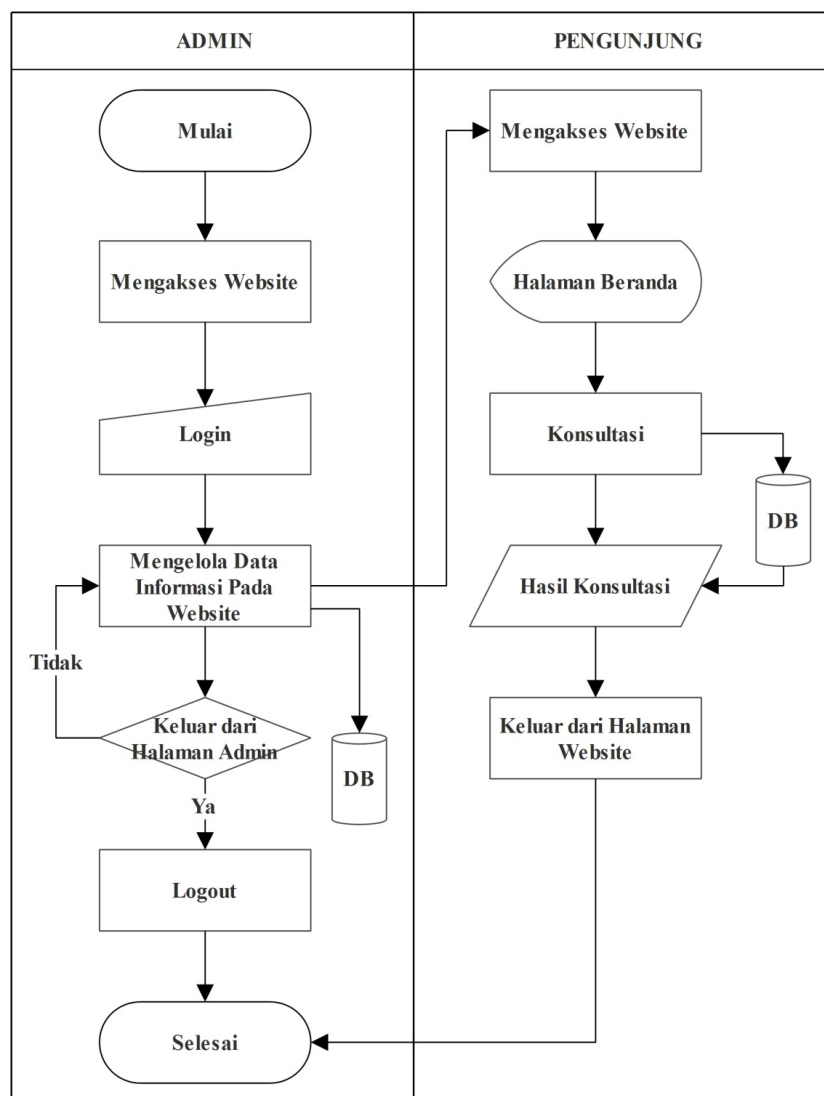 ADMIN
PENGUNJUNG
Mulai
Mengakses Website
Login
Mengelola Data
Informasi Pada
Website
Tidak
Keluar dari
Halaman Admin
DB
Ya
Logout
Selesai
Mengakses Website
Halaman Beranda
Konsultasi
DB
Hasil Konsultasi
Keluar dari Halaman
Website